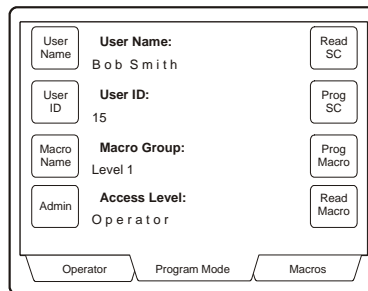 User
Name
User Name:
Bob Smith
Read
SC
User
ID
User ID:
15
Prog
SC
Macro
Name
Macro Group:
Level 1
Prog
Macro
Admin
Access Level:
Operator
Read
Macro
Operator
Program Mode
Macros